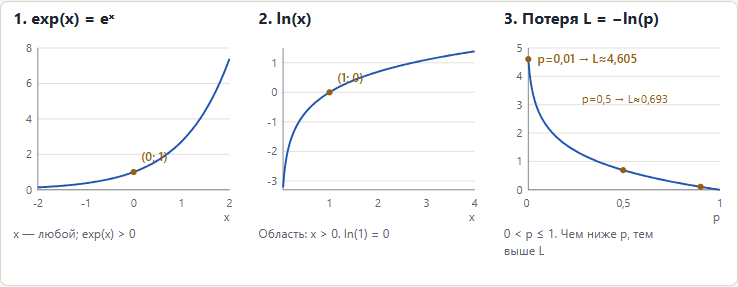 1. exp(x) = eˣ
8
6
4
2
0
(0; 1)
-2 -1 0 1 2
x
x — любой; exp(x) > 0
2. ln(x)
1
0
-1
-2
-3
(1; 0)
1 2 3 4
x
Область: x > 0. ln(1) = 0
3. Потеря L = −ln(p)
5
4
3
2
1
0
p=0,01 → L≈4,605
p=0,5 → L≈0,693
0 0,5 1
p
0 < p ≤ 1. Чем ниже p, тем
выше L